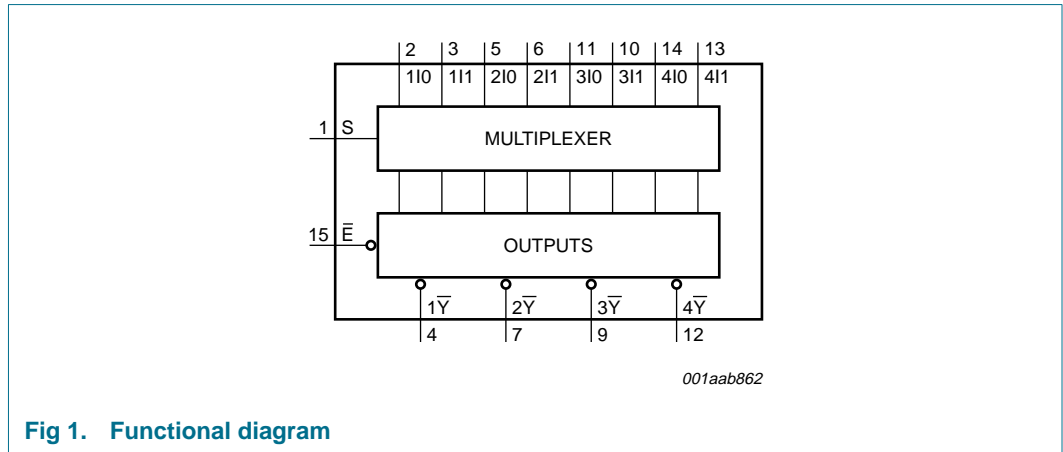 2 3 5 6 11 10 14 13
1I0 1I1 2I0 2I1 3I0 3I1 4I0 4I1
1 S
MULTIPLEXER
15 E̅
OUTPUTS
1Y̅ 2Y̅ 3Y̅ 4Y̅
4 7 9 12
001aab862
Fig 1. Functional diagram